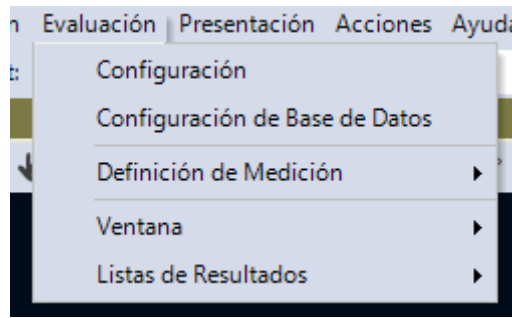 Evaluación Presentación Acciones Ayuda
Configuración
Configuración de Base de Datos
Definición de Medición
Ventana
Listas de Resultados